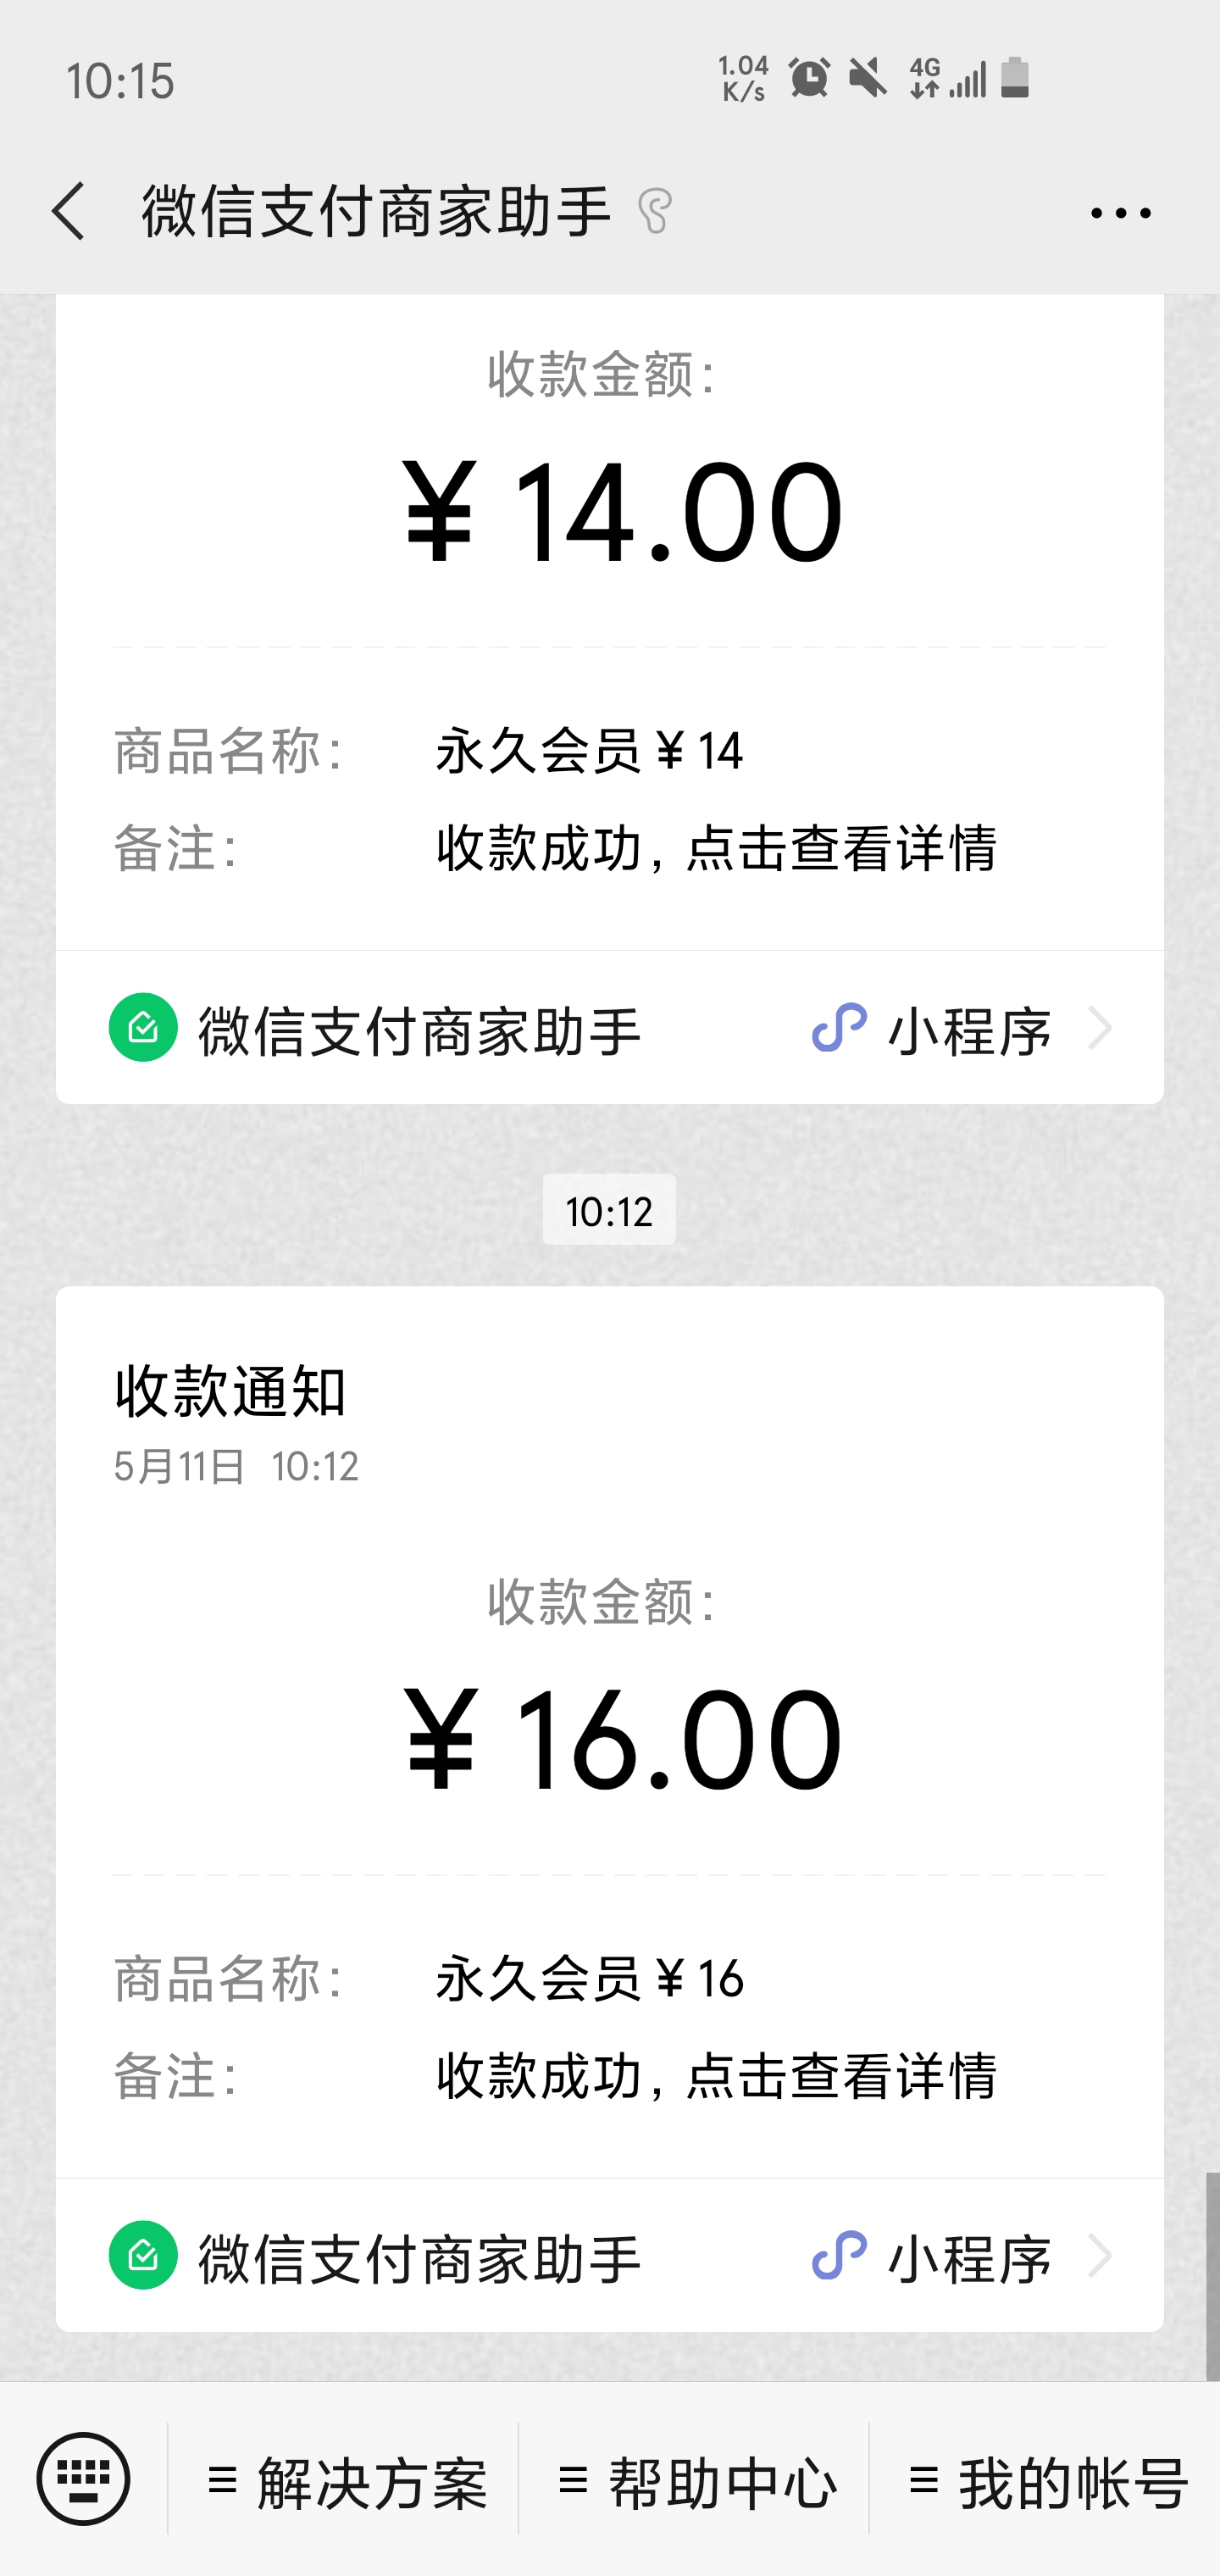 10:15
1.04 K/s 4G
微信支付商家助手
收款金额：
¥ 14.00
商品名称： 永久会员 ¥ 14
备注： 收款成功，点击查看详情
微信支付商家助手 小程序
10:12
收款通知
5月11日 10:12
收款金额：
¥ 16.00
商品名称： 永久会员 ¥ 16
备注： 收款成功，点击查看详情
微信支付商家助手 小程序
解决方案 帮助中心 我的帐号